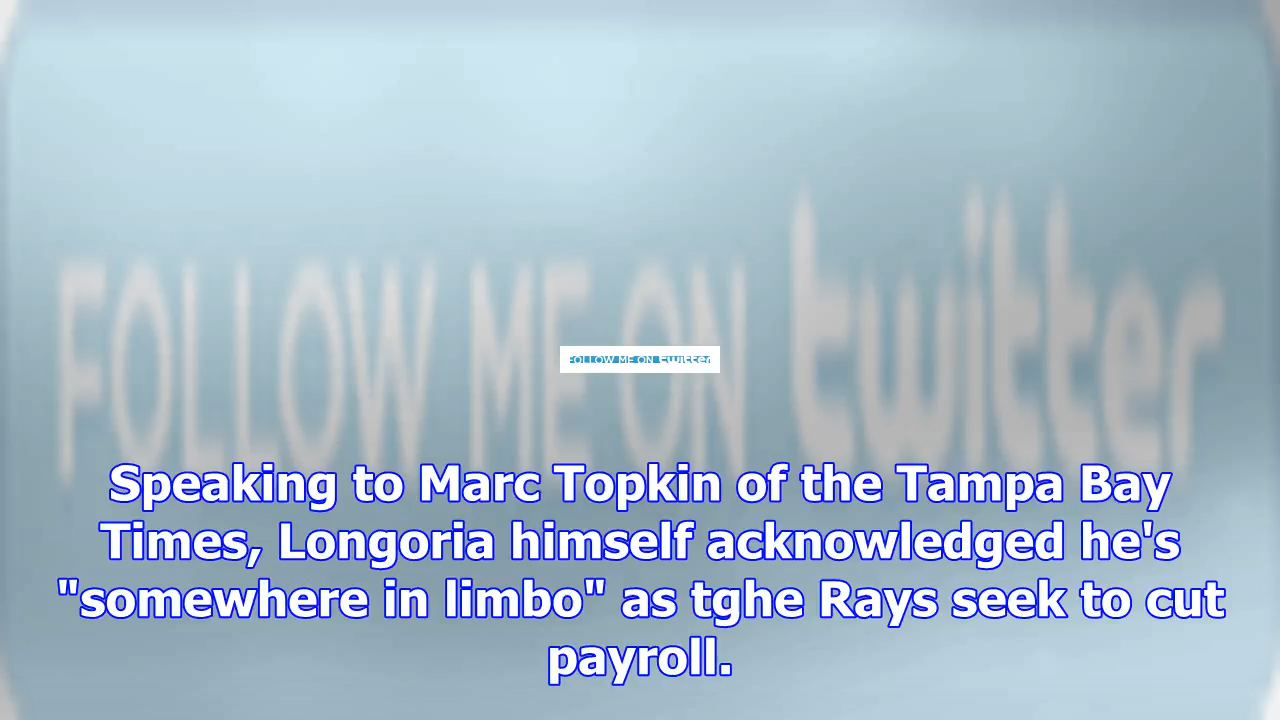 FOLLOW ME ON twitter
FOLLOW ME ON twitter
Speaking to Marc Topkin of the Tampa Bay
Times, Longoria himself acknowledged he's
"somewhere in limbo" as tghe Rays seek to cut
payroll.